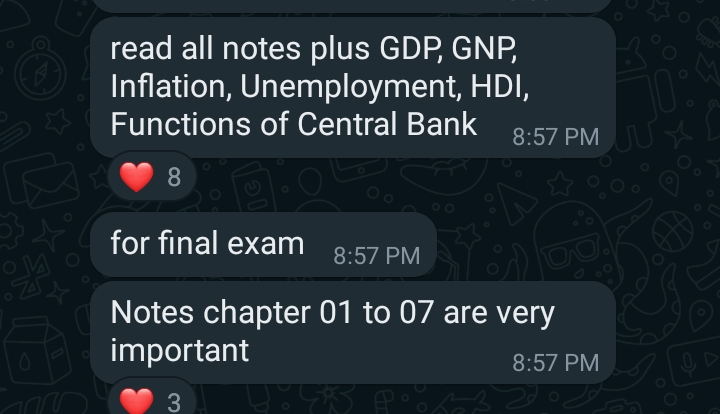 read all notes plus GDP, GNP,
Inflation, Unemployment, HDI,
Functions of Central Bank
8:57 PM
8
for final exam
8:57 PM
Notes chapter 01 to 07 are very
important
8:57 PM
3